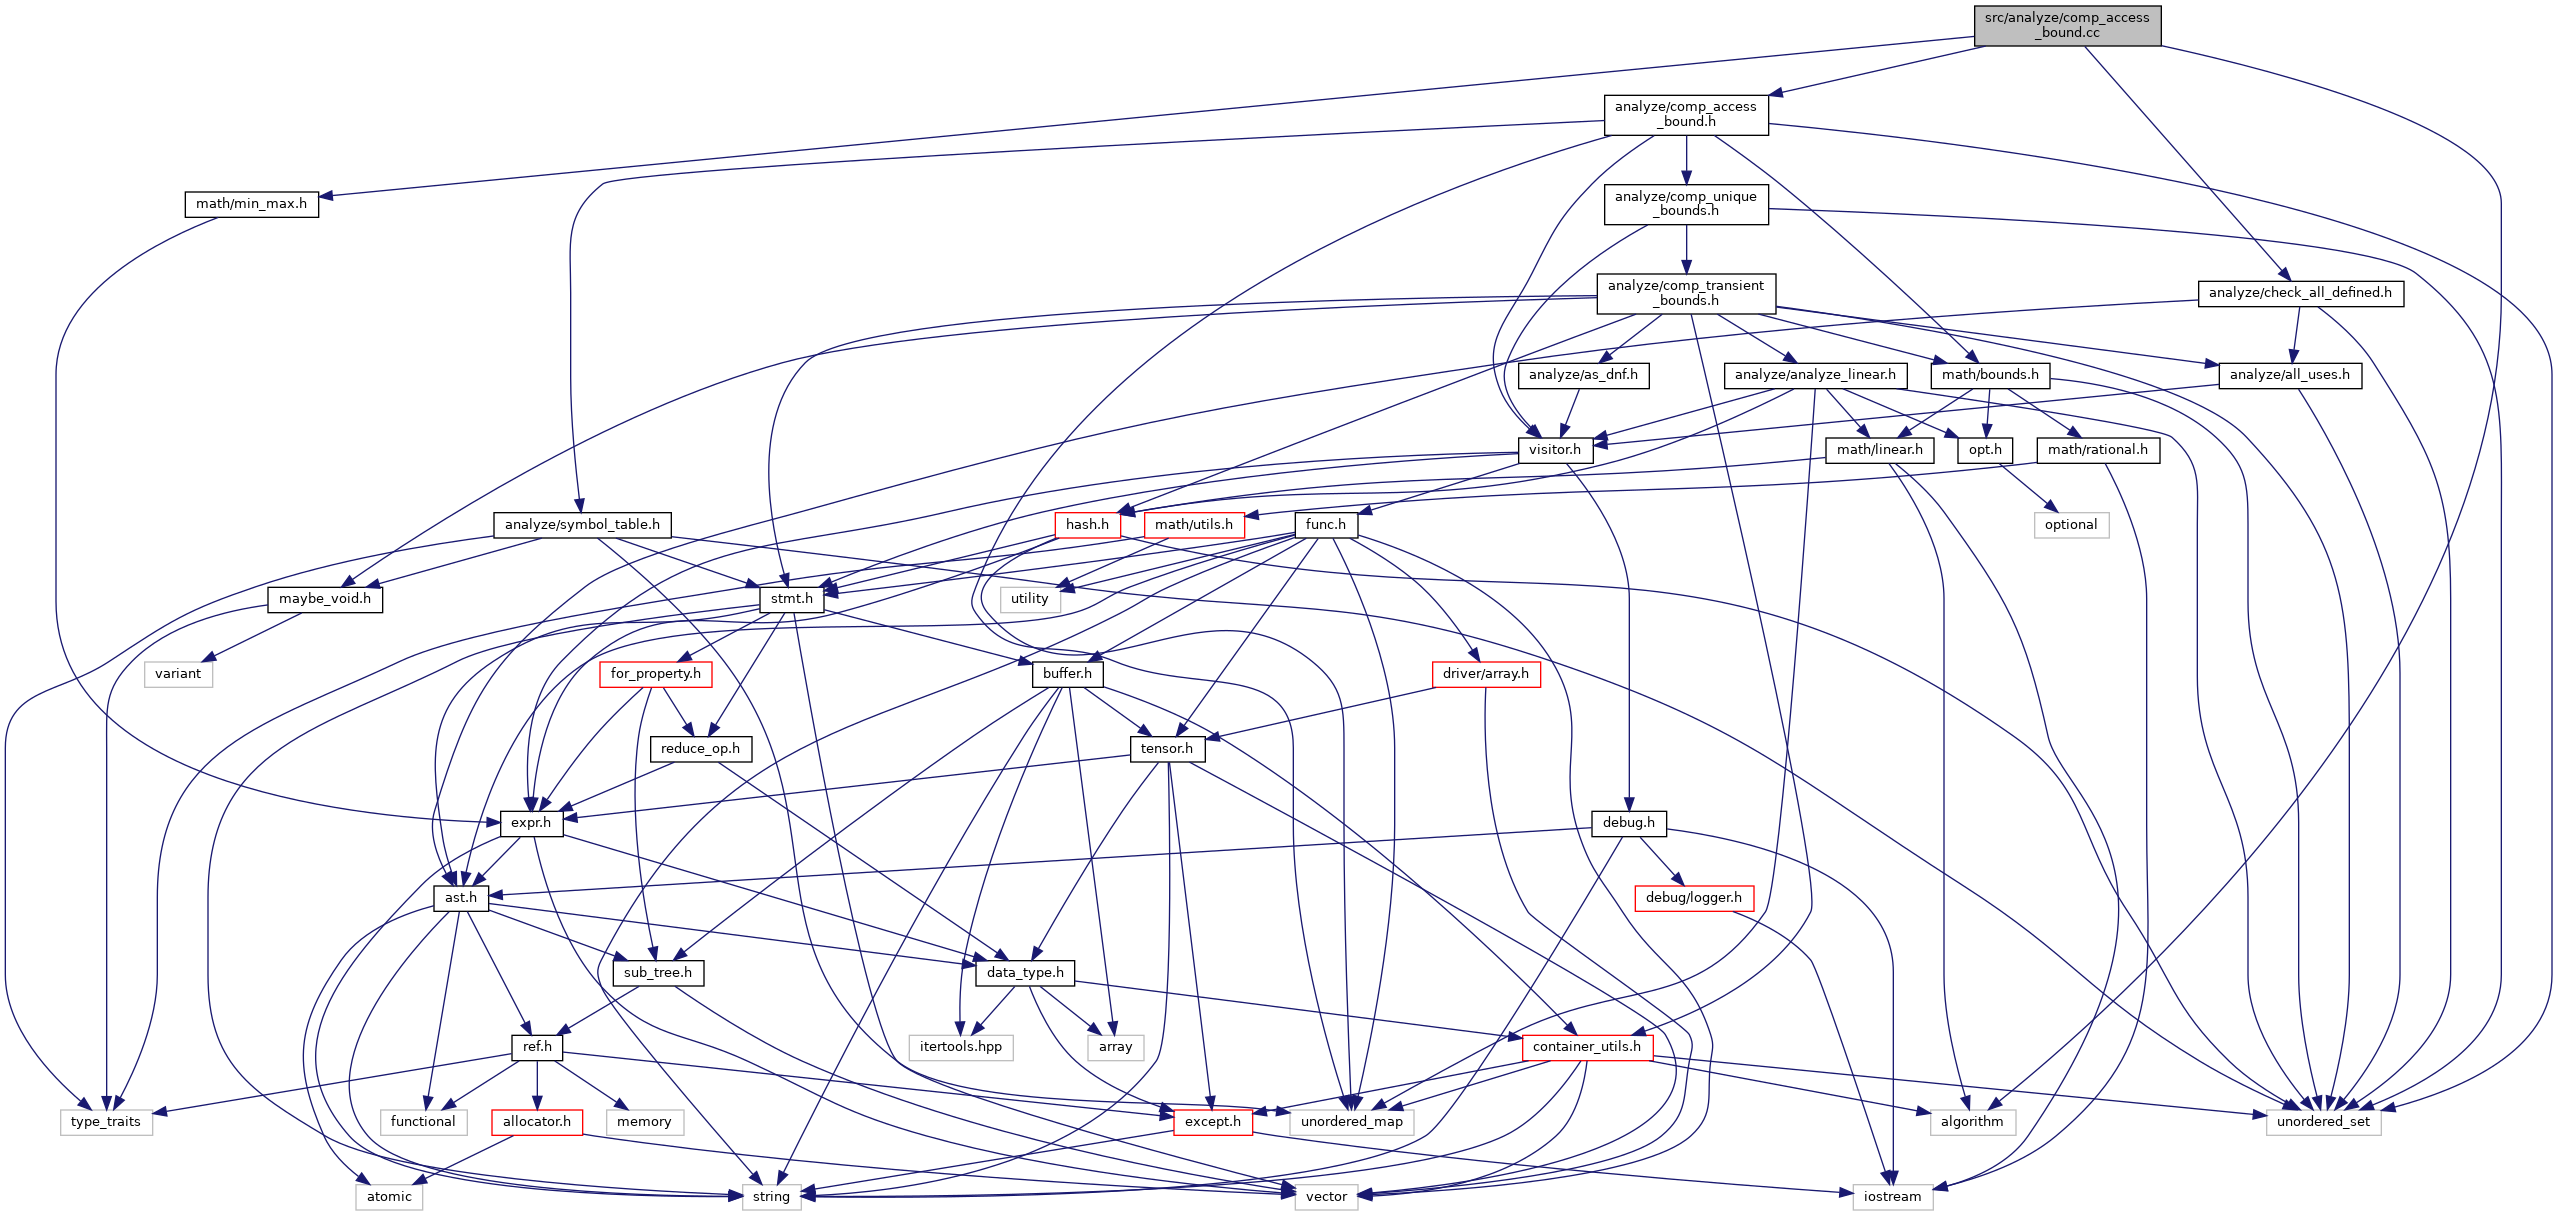 src/analyze/comp_access
_bound.cc
analyze/comp_access
_bound.h
math/min_max.h
analyze/comp_unique
_bounds.h
analyze/comp_transient
_bounds.h
analyze/check_all_defined.h
analyze/as_dnf.h
analyze/analyze_linear.h
math/bounds.h
analyze/all_uses.h
visitor.h
math/linear.h
opt.h
math/rational.h
analyze/symbol_table.h
hash.h
math/utils.h
func.h
optional
maybe_void.h
stmt.h
utility
variant
for_property.h
buffer.h
driver/array.h
reduce_op.h
tensor.h
expr.h
debug.h
ast.h
debug/logger.h
sub_tree.h
data_type.h
ref.h
itertools.hpp
array
container_utils.h
type_traits
functional
allocator.h
memory
except.h
unordered_map
algorithm
unordered_set
atomic
string
vector
iostream